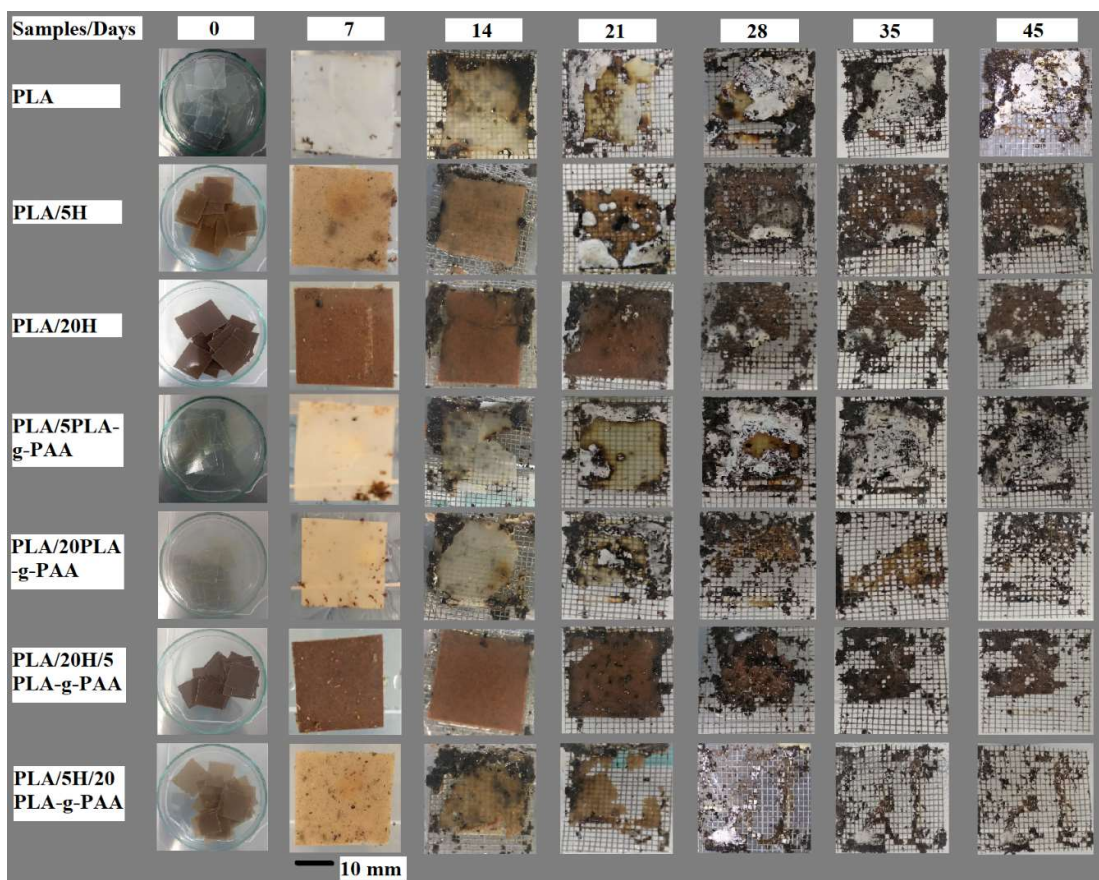 Samples/Days 0 7 14 21 28 35 45
PLA
PLA/5H
PLA/20H
PLA/5PLA-
g-PAA
PLA/20PLA
-g-PAA
PLA/20H/5
PLA-g-PAA
PLA/5H/20
PLA-g-PAA
10 mm